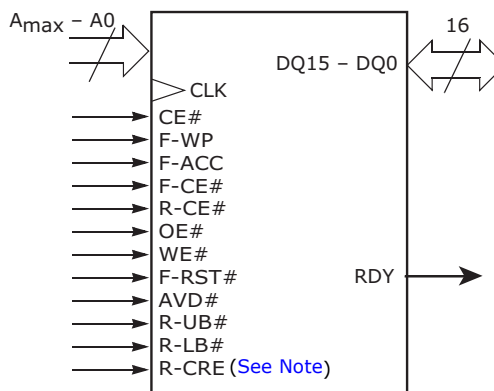 Amax – A0
16
DQ15 – DQ0
CLK
CE#
F-WP
F-ACC
F-CE#
R-CE#
OE#
WE#
F-RST#
RDY
AVD#
R-UB#
R-LB#
R-CRE (See Note)